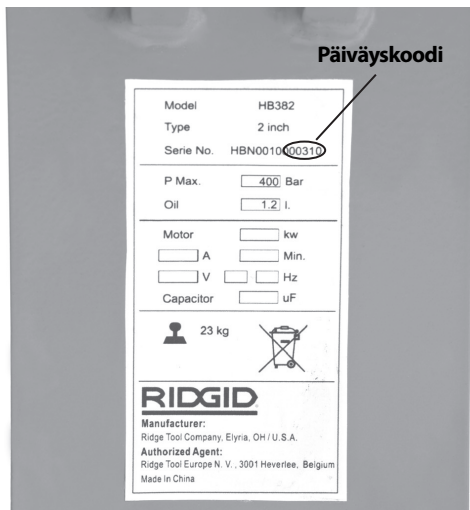 Päiväyskoodi
Model HB382
Type 2 inch
Serie No. HBN0010000310
P Max. 400 Bar
Oil 1.2 l.
Motor kw
A Min.
V Hz
Capacitor uF
23 kg
RIDGID
Manufacturer:
Ridge Tool Company, Elyria, OH / U.S.A.
Authorized Agent:
Ridge Tool Europe N. V. , 3001 Heverlee, Belgium
Made In China